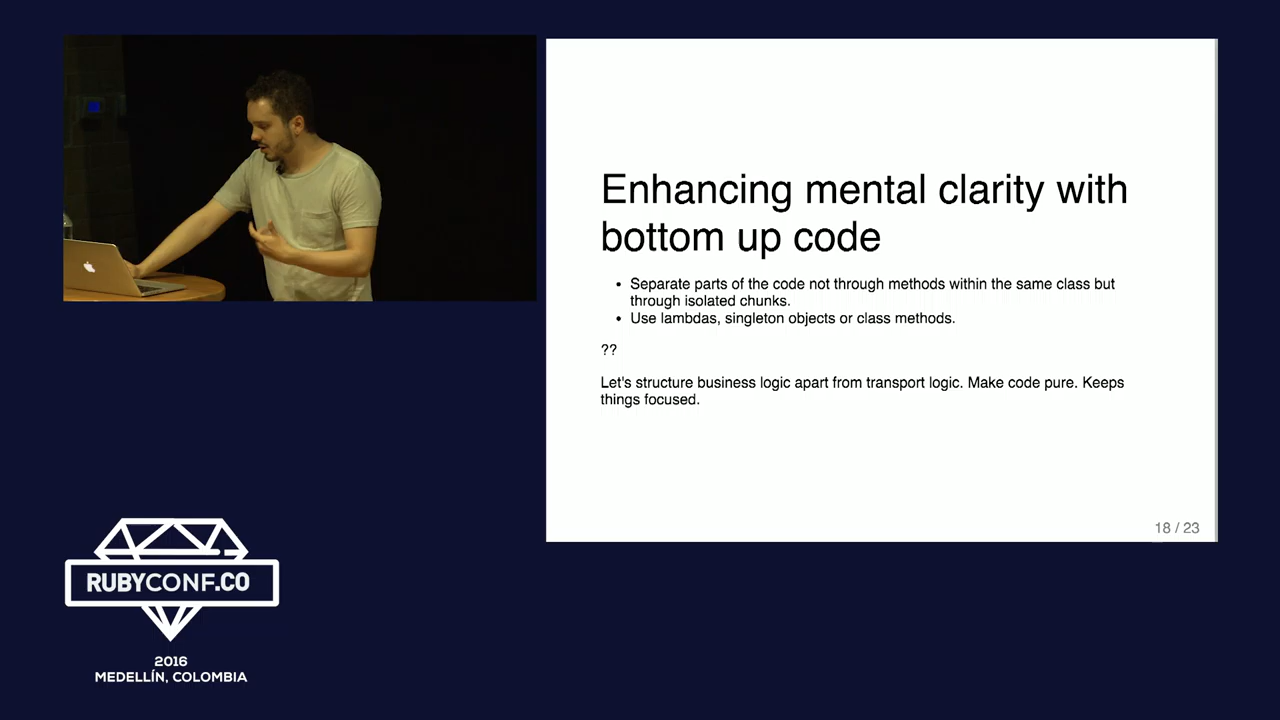 Enhancing mental clarity with
bottom up code
• Separate parts of the code not through methods within the same class but
through isolated chunks.
• Use lambdas, singleton objects or class methods.
??
Let's structure business logic apart from transport logic. Make code pure. Keeps
things focused.
18 / 23
RUBYCONF.CO
2016
MEDELLÍN, COLOMBIA